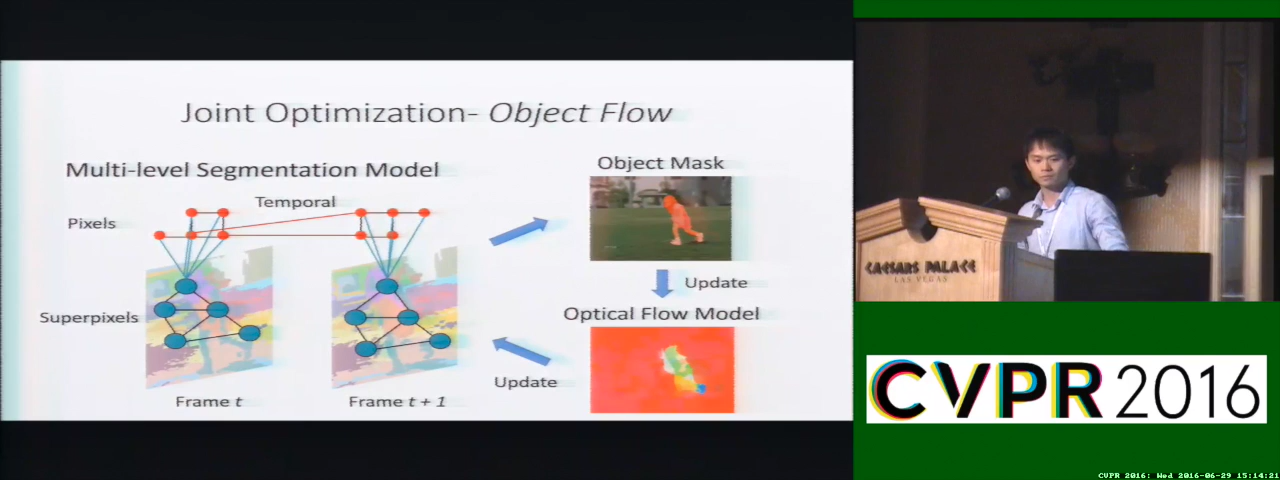 Joint Optimization- Object Flow
Multi-level Segmentation Model
Object Mask
Temporal
Pixels
Update
Superpixels
Optical Flow Model
Update
Frame t
Frame t + 1
CAESARS PALACE
LAS VEGAS
CVPR 2016
CVPR 2016: Wed 2016-06-29 15:14:21